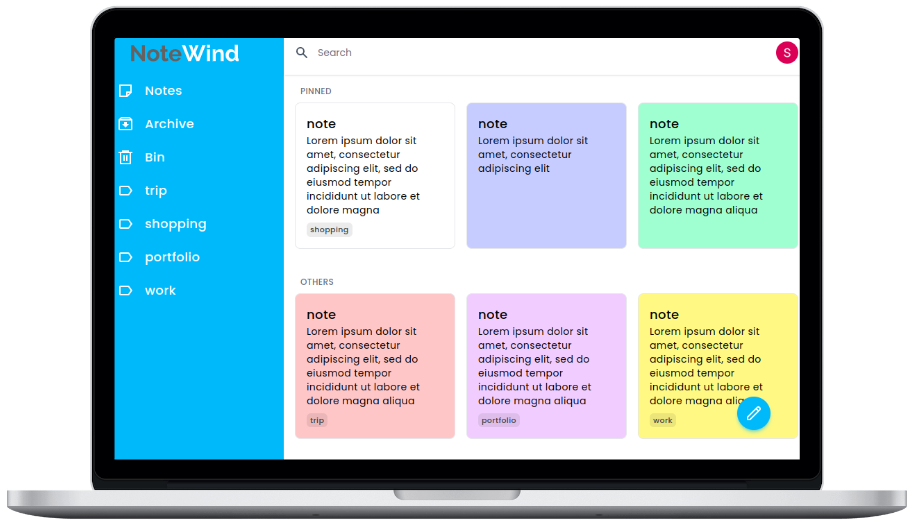 NoteWind
Search
S
Notes
Archive
Bin
trip
shopping
portfolio
work
PINNED
note
Lorem ipsum dolor sit
amet, consectetur
adipiscing elit, sed do
eiusmod tempor
incididunt ut labore et
dolore magna
shopping
note
Lorem ipsum dolor sit
amet, consectetur
adipiscing elit
note
Lorem ipsum dolor sit
amet, consectetur
adipiscing elit, sed do
eiusmod tempor
incididunt ut labore et
dolore magna aliqua
OTHERS
note
Lorem ipsum dolor sit
amet, consectetur
adipiscing elit, sed do
eiusmod tempor
incididunt ut labore et
dolore magna aliqua
trip
note
Lorem ipsum dolor sit
amet, consectetur
adipiscing elit, sed do
eiusmod tempor
incididunt ut labore et
dolore magna aliqua
portfolio
note
Lorem ipsum dolor sit
amet, consectetur
adipiscing elit, sed do
eiusmod tempor
incididunt ut labore et
dolore magna
work